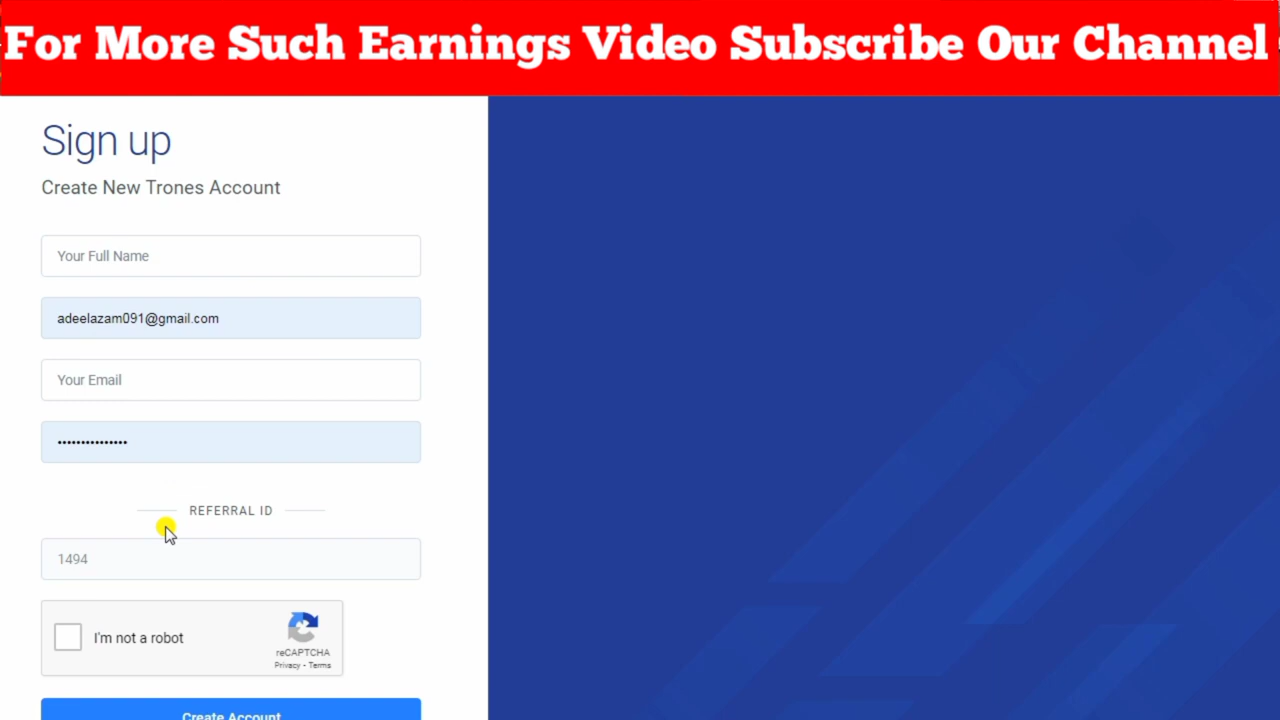 For More Such Earnings Video Subscribe Our Channel
Sign up
Create New Trones Account
Your Full Name
adeelazam091@gmail.com
Your Email
•••••••••••••••
REFERRAL ID
1494
I'm not a robot
reCAPTCHA
Privacy - Terms
Create Account